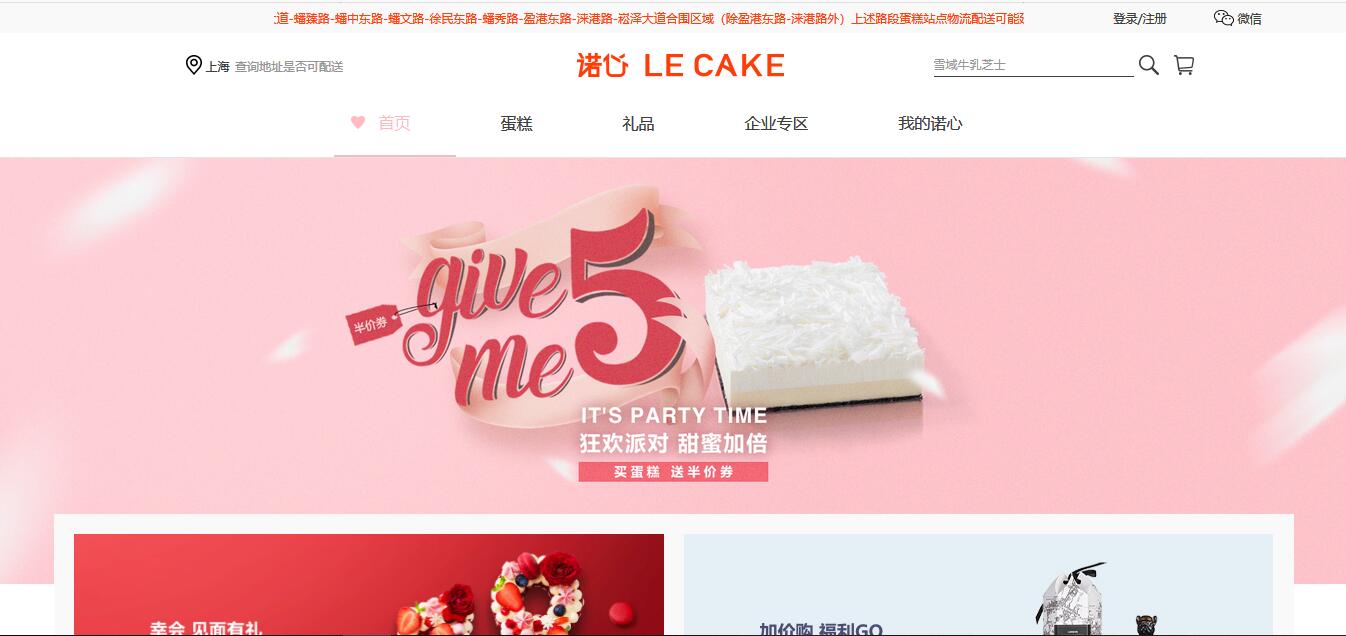 道-蟠臻路-蟠中东路-蟠文路-徐民东路-蟠秀路-盈港东路-涞港路-崧泽大道合围区域（除盈港东路-涞港路外）上述路段蛋糕站点物流配送可能
登录/注册
微信
上海 查询地址是否可配送
诺心 LE CAKE
雪域牛乳芝士
首页
蛋糕
礼品
企业专区
我的诺心
give 5
me
半价券
IT'S PARTY TIME
狂欢派对 甜蜜加倍
买蛋糕 送半价券
幸会 见面有礼
加价购 福利GO